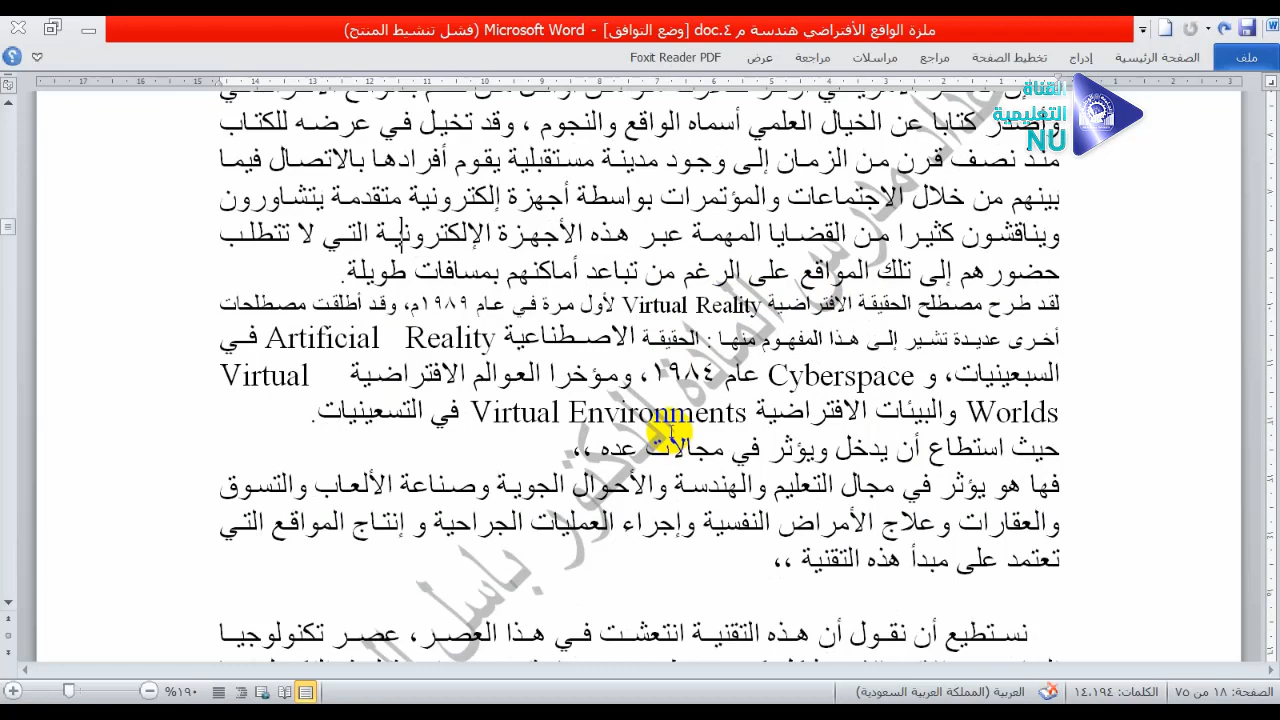 ملزة الواقع الأفتراضي هندسة م ٤.doc [وضع التوافق] - Microsoft Word (فشل تنشيط المنتج)
ملف الصفحة الرئيسية إدراج تخطيط الصفحة مراسلات مراجع مراجعة عرض Foxit Reader PDF
القناة
التعليمية
NU
وأصدر كتابا عن الخيال العلمي أسماه الواقع والنجوم ، وقد تخيل في عرضه للكتاب
منذ نصف قرن من الزمان إلى وجود مدينة مستقبلية يقوم أفرادها بالاتصال فيما
بينهم من خلال الاجتماعات والمؤتمرات بواسطة أجهزة إلكترونية متقدمة يتشاورون
ويناقشون كثيرا من القضايا المهمة عبر هذه الأجهزة الإلكترونية التي لا تتطلب
حضورهم إلى تلك المواقع على الرغم من تباعد أماكنهم بمسافات طويلة.
لقد طرح مصطلح الحقيقة الافتراضية Virtual Reality لأول مرة في عام ١٩٨٩م، وقد أطلقت مصطلحات
أخرى عديدة تشير إلى هذا المفهوم منها : الحقيقة الاصطناعية Artificial Reality في
السبعينيات، و Cyberspace عام ١٩٨٤، ومؤخرا العوالم الافتراضية Virtual
Worlds والبيئات الافتراضية Virtual Environments في التسعينيات.
حيث استطاع أن يدخل ويؤثر في مجالات عده ،،
فها هو يؤثر في مجال التعليم والهندسة والأحوال الجوية وصناعة الألعاب والتسوق
والعقارات وعلاج الأمراض النفسية وإجراء العمليات الجراحية و إنتاج المواقع التي
تعتمد على مبدأ هذه التقنية ،،
نستطيع أن نقول أن هذه التقنية انتعشت في هذا العصر، عصر تكنولوجيا
الصفحة: ١٨ من ٧٥ الكلمات: ١٤،١٩٤ العربية (المملكة العربية السعودية) ١٩٠%